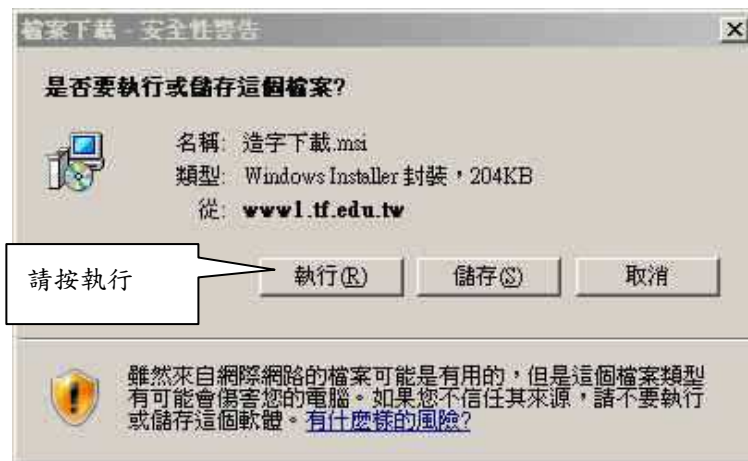 檔案下載 - 安全性警告
是否要執行或儲存這個檔案?
名稱: 造字下載.msi
類型: Windows Installer 封裝，204KB
從: www1.tf.edu.tw
請按執行
執行(R) 儲存(S) 取消
雖然來自網際網路的檔案可能是有用的，但是這個檔案類型
有可能會傷害您的電腦。如果您不信任其來源，請不要執行
或儲存這個軟體。有什麼樣的風險?